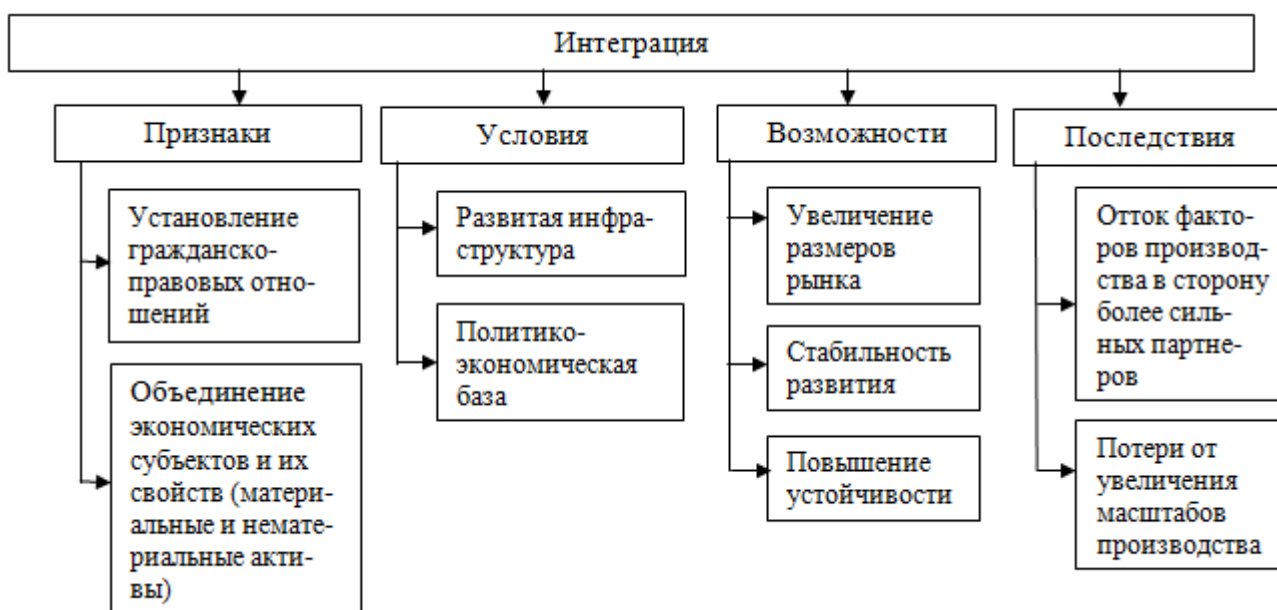 Интеграция
Признаки
Установление
гражданско-
правовых отно-
шений
Объединение
экономических
субъектов и их
свойств (матери-
альные и немате-
риальные акти-
вы)
Условия
Развитая инфра-
структура
Политико-
экономическая
база
Возможности
Увеличение
размеров
рынка
Стабильность
развития
Повышение
устойчивости
Последствия
Отток факто-
ров производ-
ства в сторону
более силь-
ных партне-
ров
Потери от
увеличения
масштабов
производства